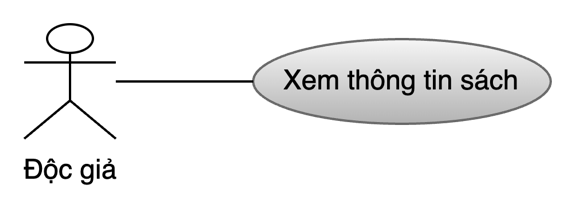 Xem thông tin sách
Độc giả